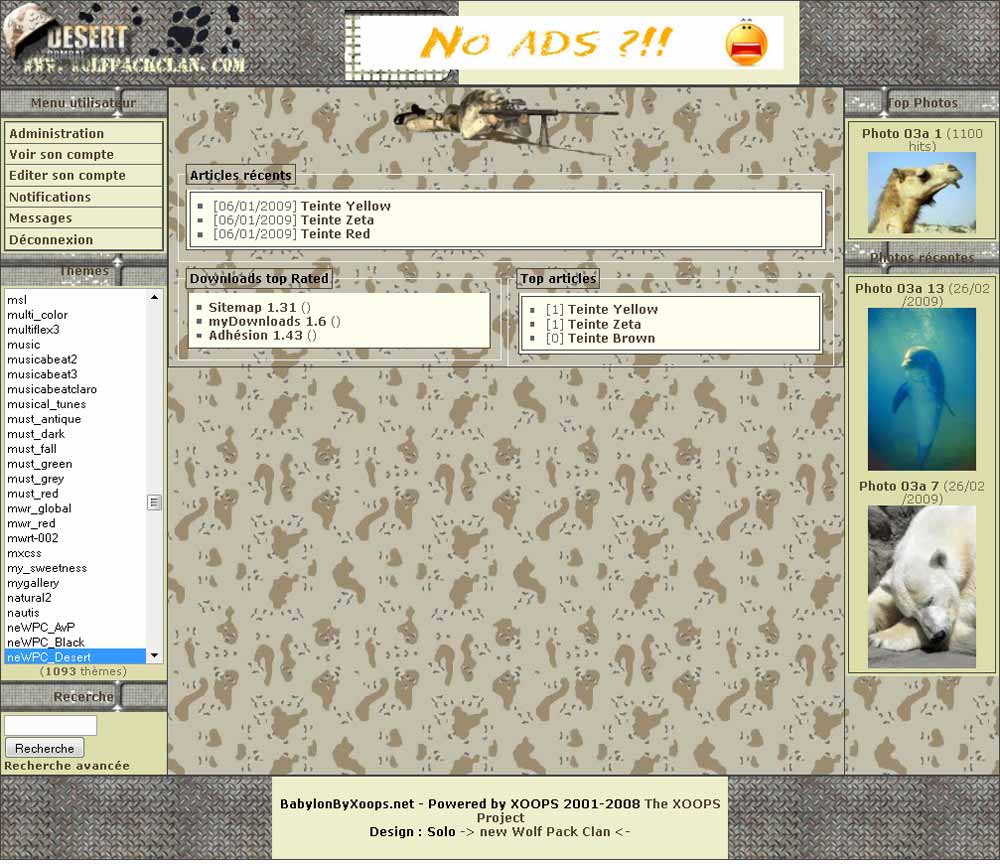 DESERT
COMBAT
WWW.WOLFPACKCLAN.COM
No ADS ?!!
Menu utilisateur
Administration
Voir son compte
Editer son compte
Notifications
Messages
Déconnexion
Themes
msl
multi_color
multiflex3
music
musicabeat2
musicabeat3
musicabeatclaro
musical_tunes
must_antique
must_dark
must_fall
must_green
must_grey
must_red
mwr_global
mwr_red
mwrt-002
mxcss
my_sweetness
mygallery
natural2
nautis
neWPC_AvP
neWPC_Black
neWPC_Desert
(1093 thèmes)
Recerche
Recherche
Recherche avancée
Articles récents
[06/01/2009] Teinte Yellow
[06/01/2009] Teinte Zeta
[06/01/2009] Teinte Red
Downloads top Rated
Sitemap 1.31 ()
myDownloads 1.6 ()
Adhésion 1.43 ()
Top articles
[1] Teinte Yellow
[1] Teinte Zeta
[0] Teinte Brown
Top Photos
Photo 03a 1 (1100
hits)
Photos récentes
Photo 03a 13 (26/02
/2009)
Photo 03a 7 (26/02
/2009)
BabylonByXoops.net - Powered by XOOPS 2001-2008 The XOOPS
Project
Design : Solo -> new Wolf Pack Clan <-